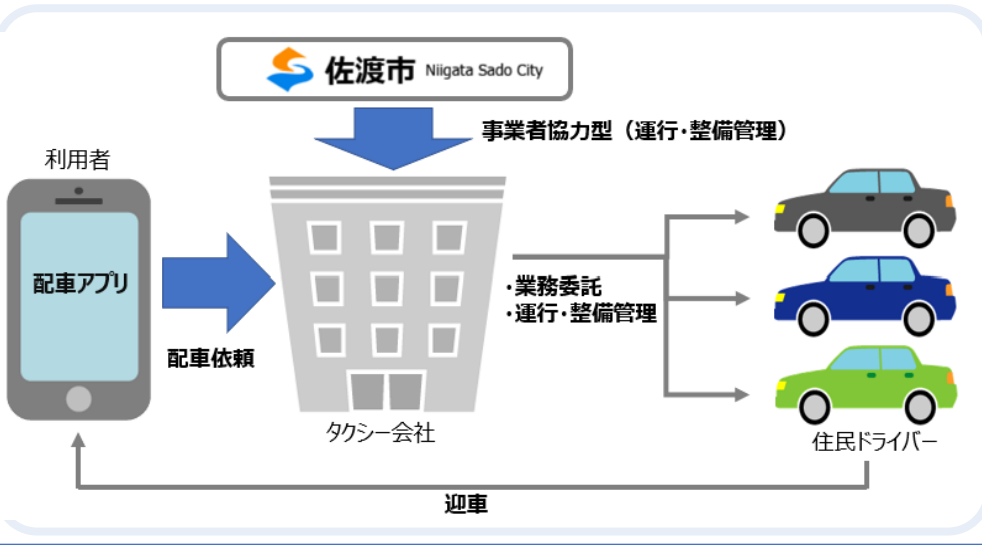 佐渡市 Niigata Sado City
事業者協力型（運行・整備管理）
利用者
配車アプリ
配車依頼
タクシー会社
・業務委託
・運行・整備管理
住民ドライバー
迎車